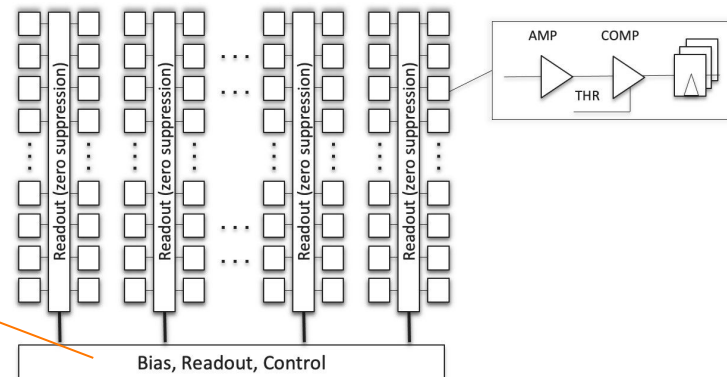 Readout (zero suppression)
Readout (zero suppression)
Readout (zero suppression)
Readout (zero suppression)
AMP COMP
THR
Bias, Readout, Control